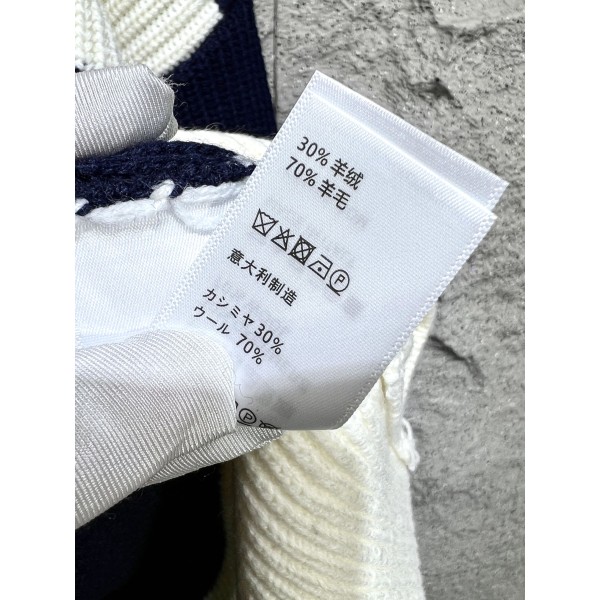 30% 羊绒
70% 羊毛
意大利制造
カシミヤ 30%
ウール 70%